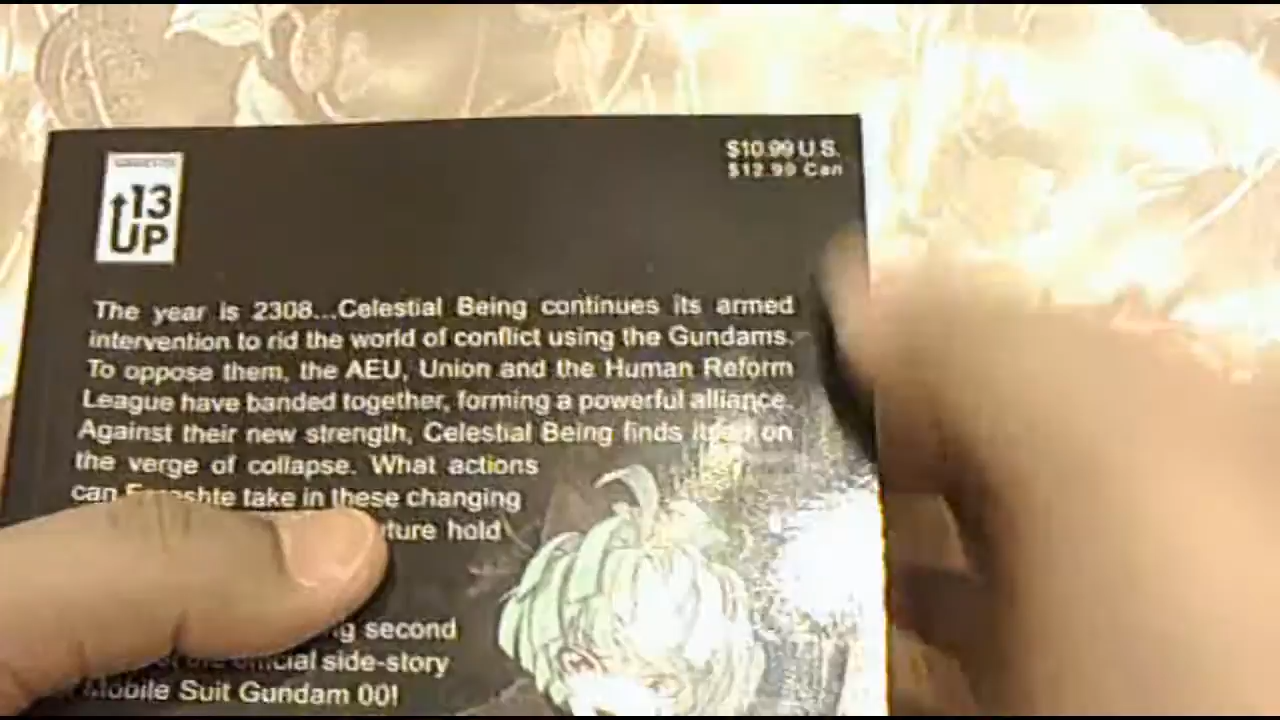 13
UP
$10.99 U.S.
$12.99 Can
The year is 2308...Celestial Being continues its armed
intervention to rid the world of conflict using the Gundams.
To oppose them, the AEU, Union and the Human Reform
League have banded together, forming a powerful alliance.
Against their new strength, Celestial Being finds itself on
the verge of collapse. What actions
can take in these changing
hold
second
official side-story
Mobile Suit Gundam 00!